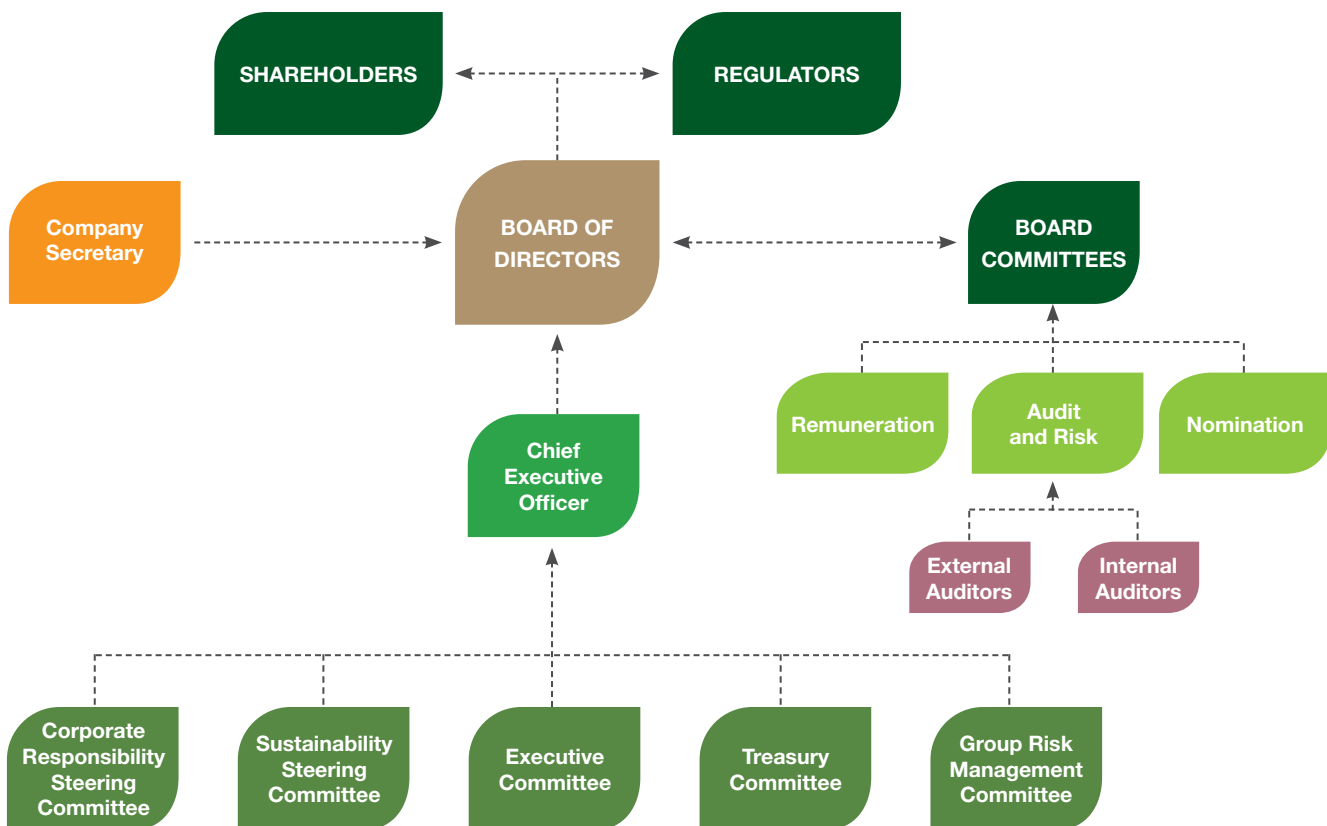 SHAREHOLDERS
REGULATORS
Company
Secretary
BOARD OF
DIRECTORS
BOARD
COMMITTEES
Remuneration
Audit
and Risk
Nomination
Chief
Executive
Officer
External
Auditors
Internal
Auditors
Corporate
Responsibility
Steering
Committee
Sustainability
Steering
Committee
Executive
Committee
Treasury
Committee
Group Risk
Management
Committee